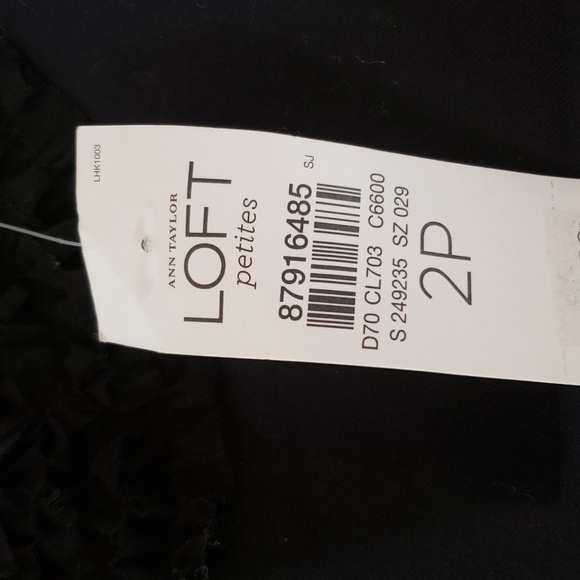 LHK1003
ANN TAYLOR
LOFT
petites
SJ
87916485
D70 CL703 C6600
S 249235 SZ 029
2P